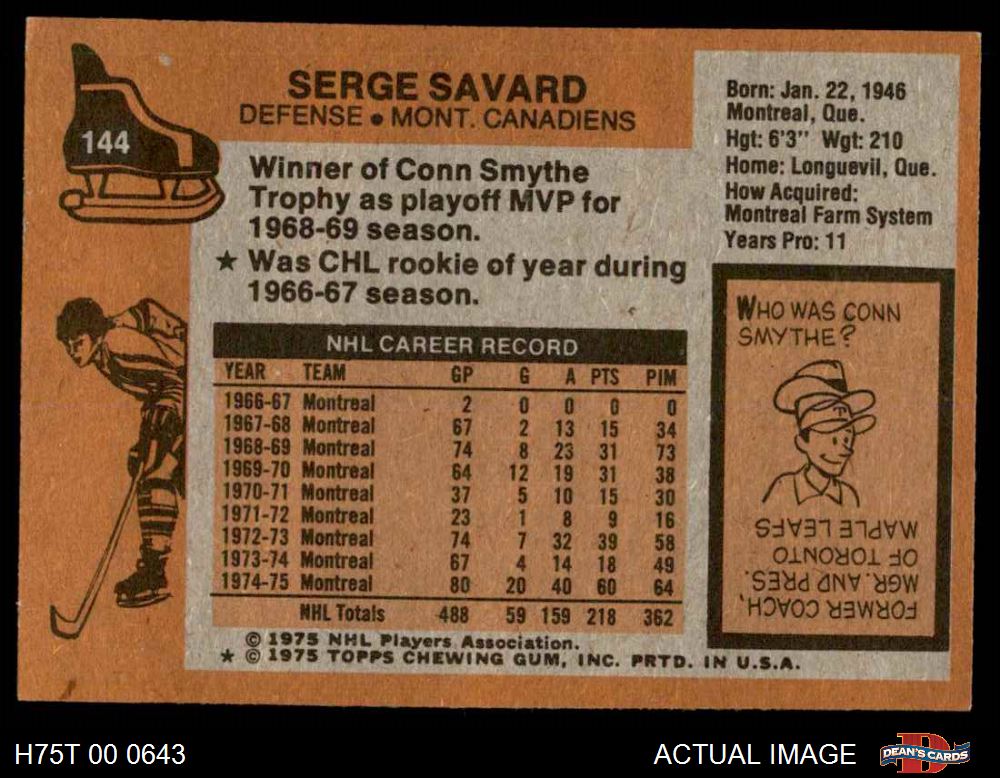 144
SERGE SAVARD
DEFENSE • MONT. CANADIENS
Winner of Conn Smythe
Trophy as playoff MVP for
1968-69 season.
★ Was CHL rookie of year during
1966-67 season.
Born: Jan. 22, 1946
Montreal, Que.
Hgt: 6'3" Wgt: 210
Home: Longuevil, Que.
How Acquired:
Montreal Farm System
Years Pro: 11
NHL CAREER RECORD
YEAR TEAM GP G A PTS PIM
1966-67 Montreal 2 0 0 0 0
1967-68 Montreal 67 2 13 15 34
1968-69 Montreal 74 8 23 31 73
1969-70 Montreal 64 12 19 31 38
1970-71 Montreal 37 5 10 15 30
1971-72 Montreal 23 1 8 9 16
1972-73 Montreal 74 7 32 39 58
1973-74 Montreal 67 4 14 18 49
1974-75 Montreal 80 20 40 60 64
NHL Totals 488 59 159 218 362
© 1975 NHL Players Association.
★ © 1975 TOPPS CHEWING GUM, INC. PRTD. IN U.S.A.
WHO WAS CONN
SMYTHE?
T
FORMER COACH,
MGR. AND PRES.
OF TORONTO
MAPLE LEAFS
H75T 00 0643
ACTUAL IMAGE
D
DEAN'S CARDS